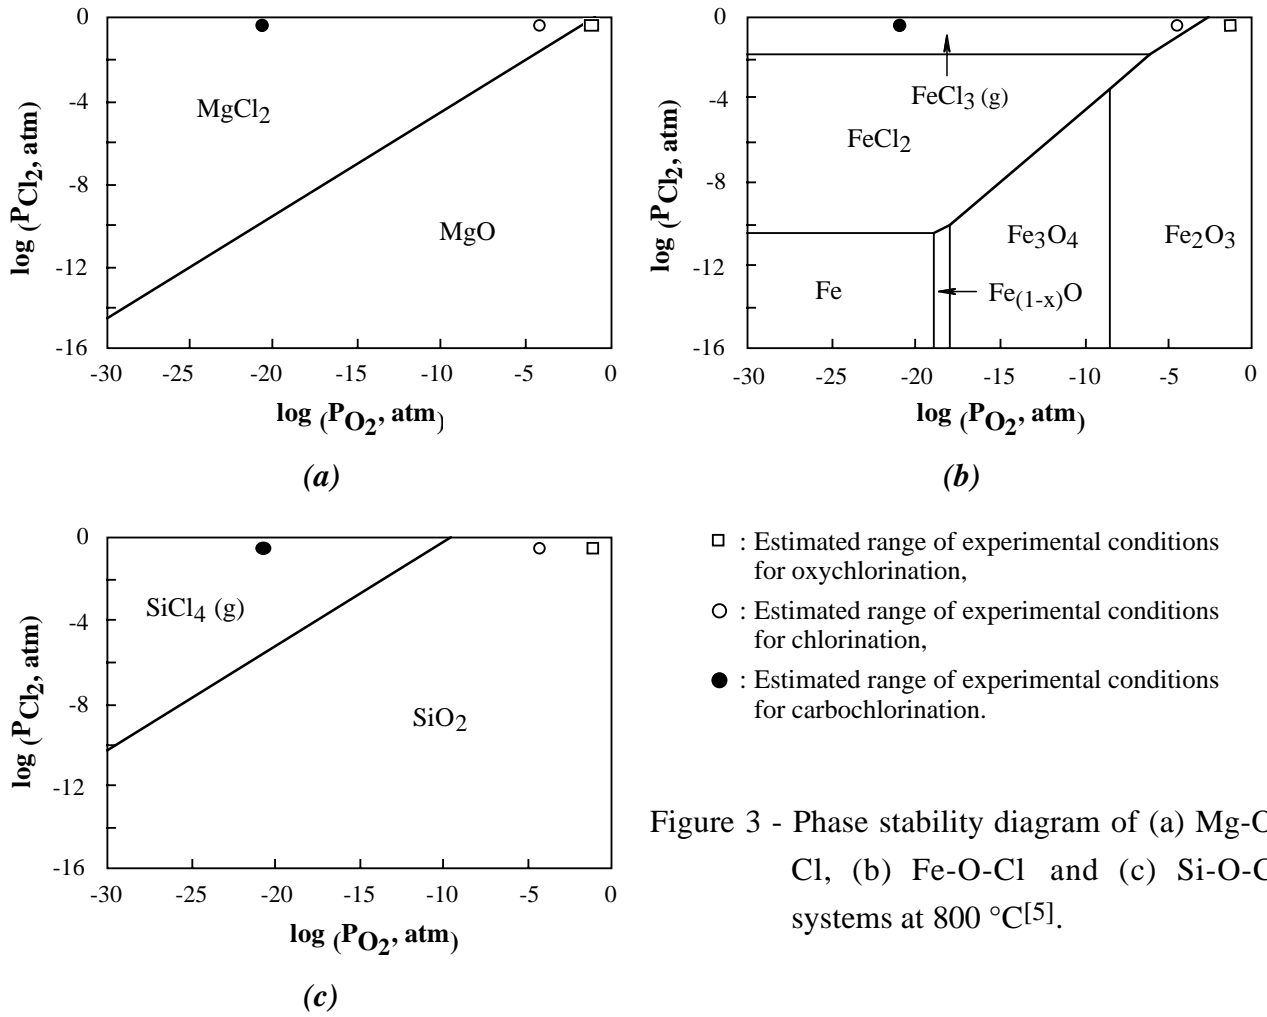 0
-4
-8
-12
-16
log (PCl2, atm)
MgCl2
MgO
-30 -25 -20 -15 -10 -5 0
log (PO2, atm)
(a)
0
-4
-8
-12
-16
log (PCl2, atm)
FeCl3 (g)
FeCl2
Fe3O4 Fe2O3
Fe Fe(1-x)O
-30 -25 -20 -15 -10 -5 0
log (PO2, atm)
(b)
0
-4
-8
-12
-16
log (PCl2, atm)
SiCl4 (g)
SiO2
-30 -25 -20 -15 -10 -5 0
log (PO2, atm)
(c)
: Estimated range of experimental conditions
for oxychlorination,
: Estimated range of experimental conditions
for chlorination,
: Estimated range of experimental conditions
for carbochlorination.
Figure 3 - Phase stability diagram of (a) Mg-O
Cl, (b) Fe-O-Cl and (c) Si-O-C
systems at 800 °C[5].